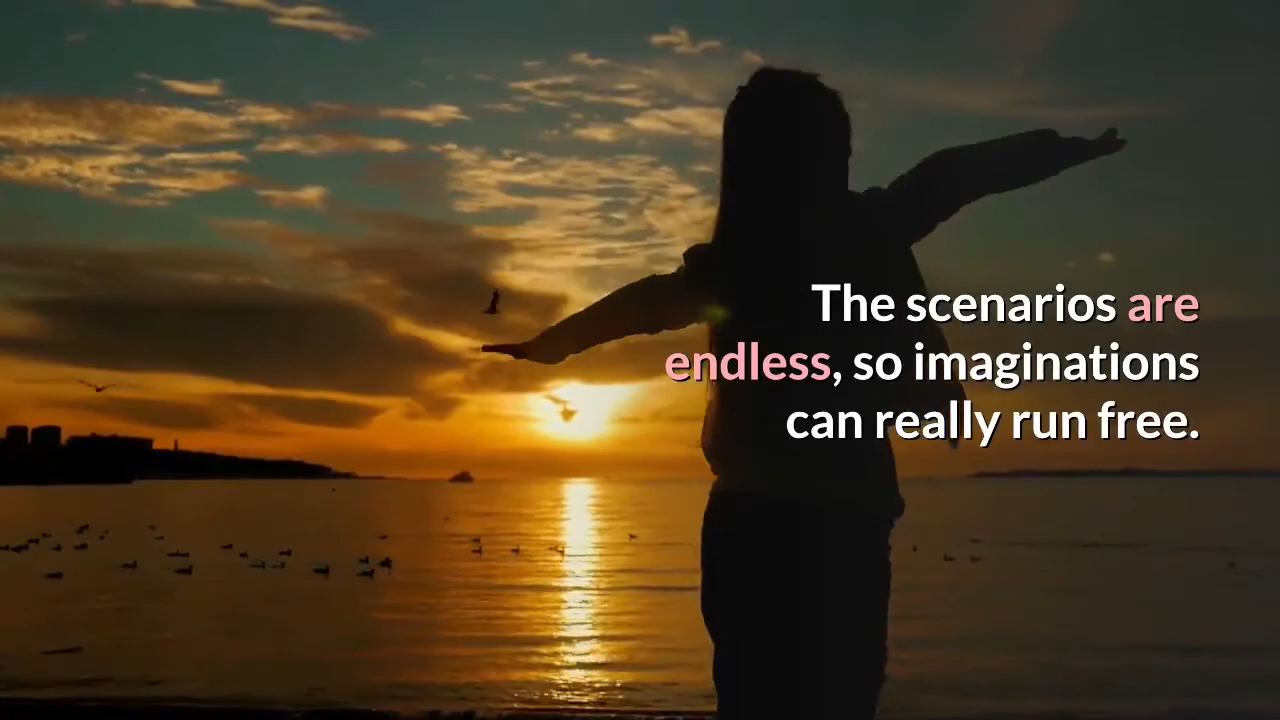 The scenarios are
endless, so imaginations
can really run free.